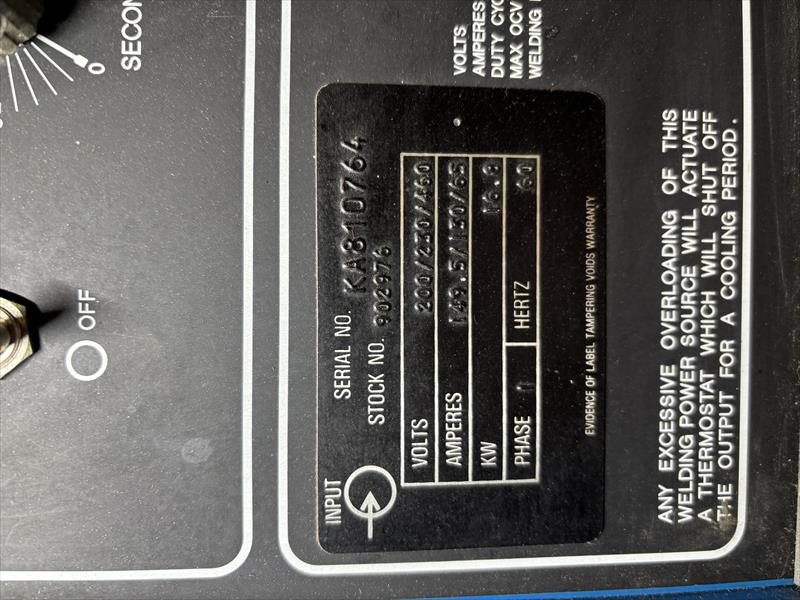 SECON
0
OFF
VOLTS
AMPERES
DUTY CYC
MAX OCV
WELDING
INPUT
SERIAL NO. KA810764
STOCK NO. 902976
VOLTS 200/230/460
AMPERES 149.5/130/65
KW 16.8
PHASE 1 HERTZ 60
EVIDENCE OF LABEL TAMPERING VOIDS WARRANTY
ANY EXCESSIVE OVERLOADING OF THIS
WELDING POWER SOURCE WILL ACTUATE
A THERMOSTAT WHICH WILL SHUT OFF
THE OUTPUT FOR A COOLING PERIOD.